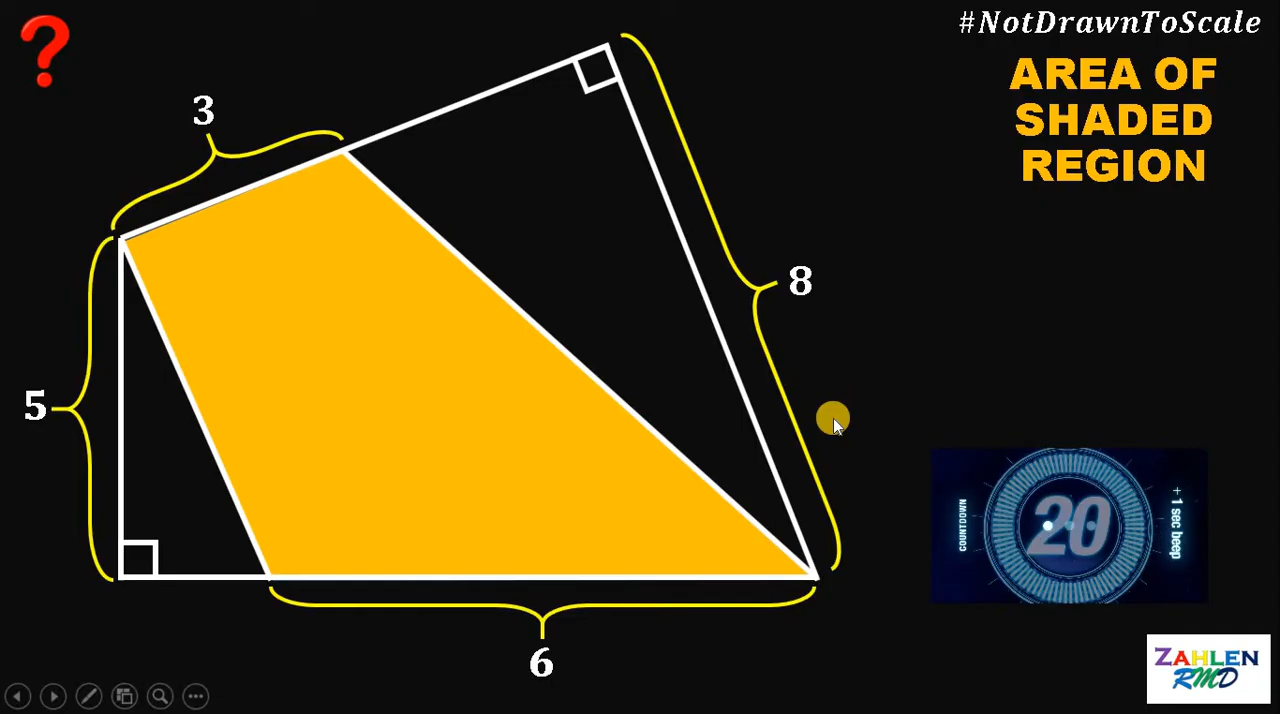 #NotDrawnToScale
?
AREA OF
SHADED
REGION
3
8
5
6
COUNTDOWN
20
+ 1 sec beep
ZAHLEN
RMD